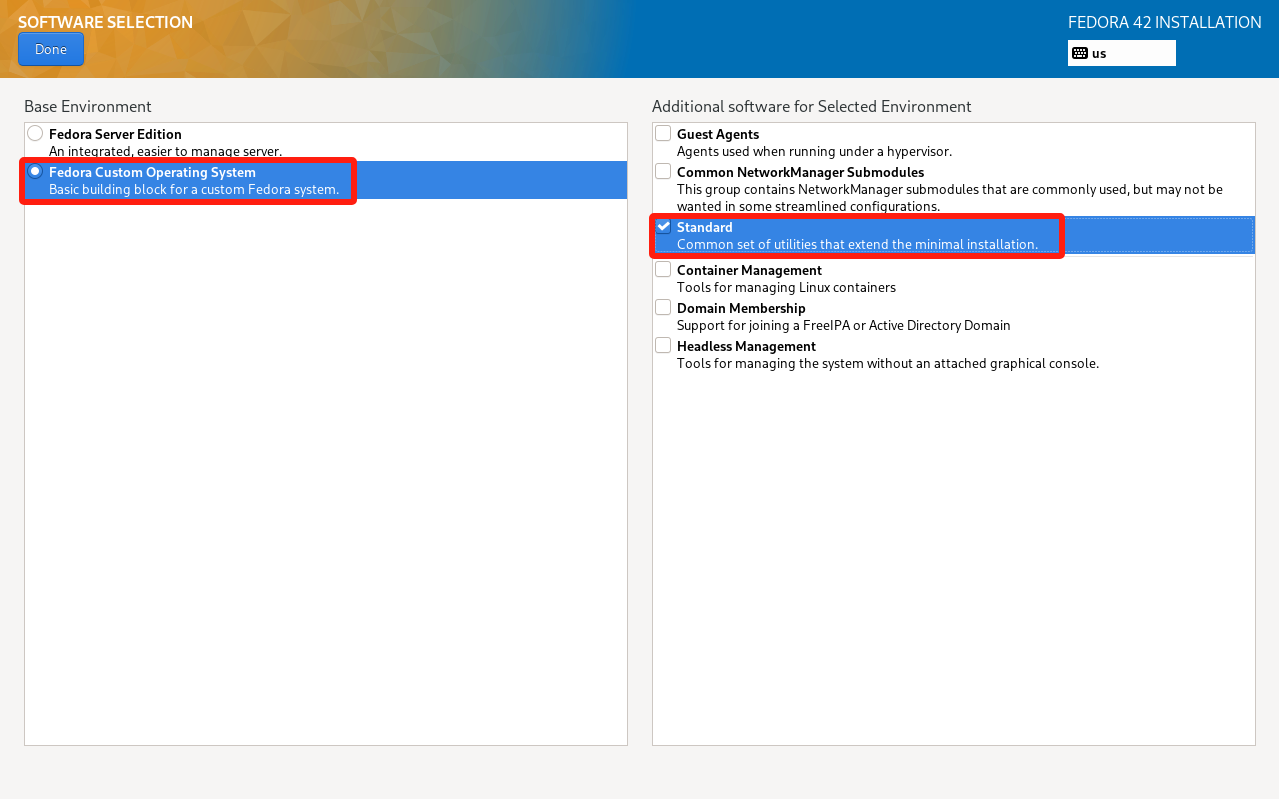 SOFTWARE SELECTION
Done
FEDORA 42 INSTALLATION
us
Base Environment
Fedora Server Edition
An integrated, easier to manage server.
Fedora Custom Operating System
Basic building block for a custom Fedora system.
Additional software for Selected Environment
Guest Agents
Agents used when running under a hypervisor.
Common NetworkManager Submodules
This group contains NetworkManager submodules that are commonly used, but may not be
wanted in some streamlined configurations.
Standard
Common set of utilities that extend the minimal installation.
Container Management
Tools for managing Linux containers
Domain Membership
Support for joining a FreeIPA or Active Directory Domain
Headless Management
Tools for managing the system without an attached graphical console.